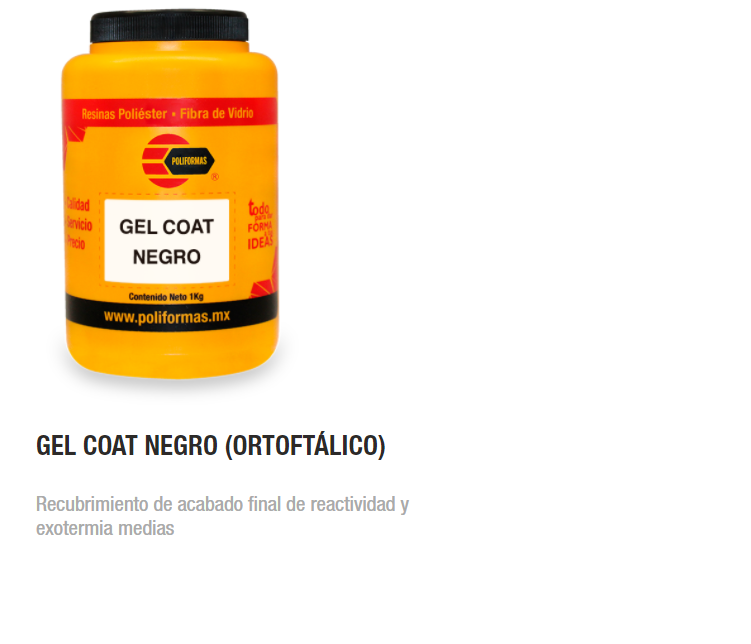 Resinas Poliéster • Fibra de Vidrio
POLIFORMAS
®
Calidad
Servicio
Precio
todo
para dar
FORMA
a tus
IDEAS
GEL COAT
NEGRO
Contenido Neto 1Kg
www.poliformas.mx
GEL COAT NEGRO (ORTOFTÁLICO)
Recubrimiento de acabado final de reactividad y
exotermia medias